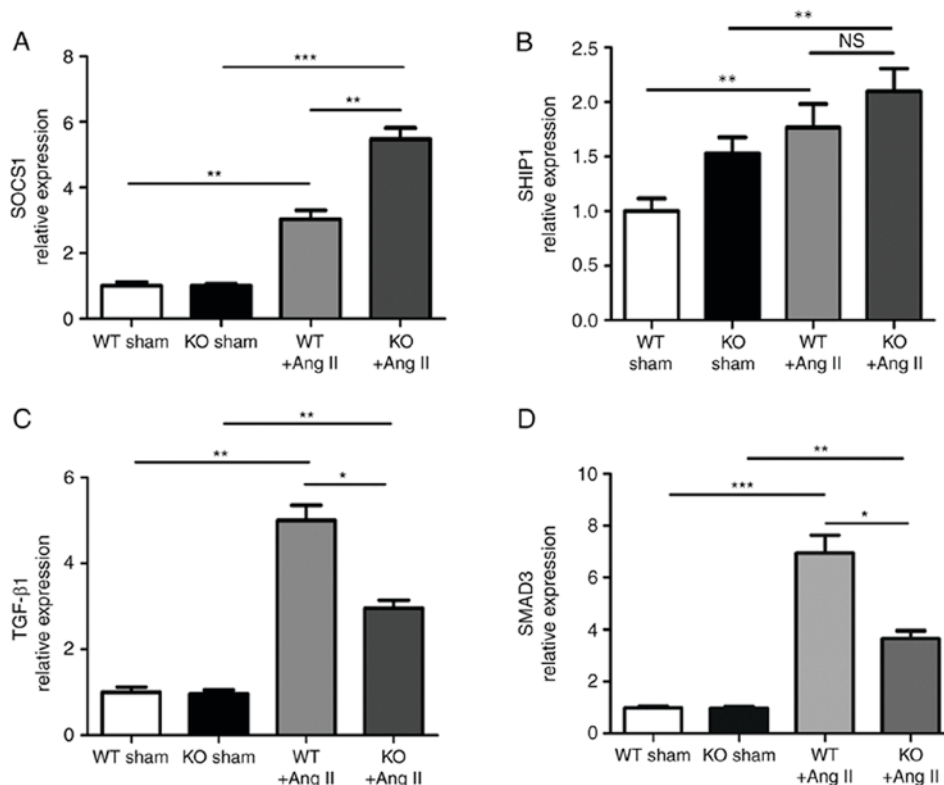 A
SOCS1
relative expression
8
6
4
2
0
***
**
**
WT sham
KO sham
WT
+Ang II
KO
+Ang II
B
SHIP1
relative expression
2.5
2.0
1.5
1.0
0.5
0.0
**
NS
**
WT
sham
KO
sham
WT
+Ang II
KO
+Ang II
C
TGF-β1
relative expression
6
4
2
0
**
**
*
WT sham
KO sham
WT
+Ang II
KO
+Ang II
D
SMAD3
relative expression
10
8
6
4
2
0
**
***
*
WT sham
KO sham
WT
+Ang II
KO
+Ang II